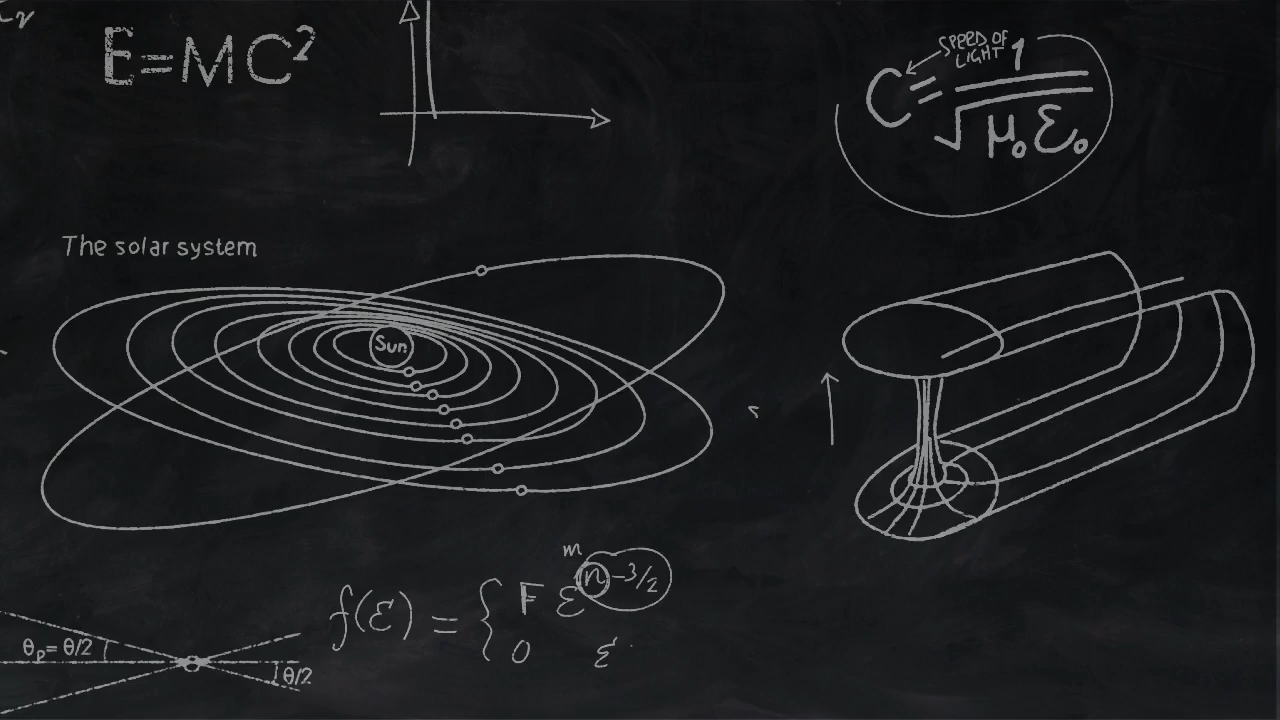 E=MC²
SPEED OF
LIGHT
C = 1/√μ₀ε₀
The solar system
Sun
m
f(ε) = { F ε^(n-3/2)
0 ε
θp = θ/2
θ/2